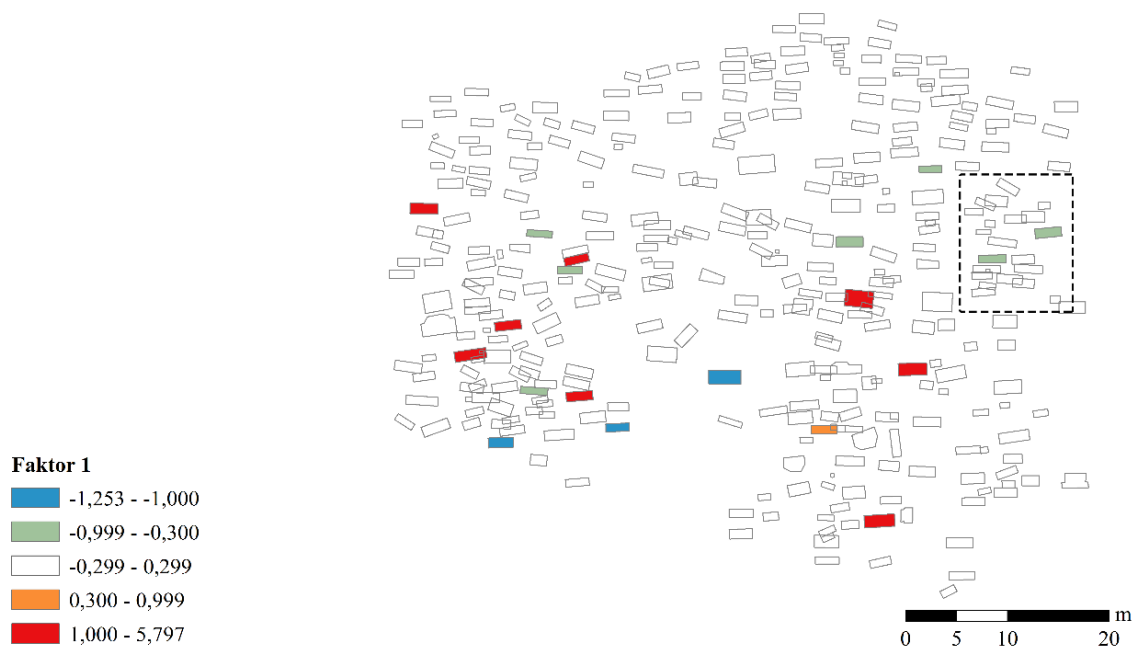 Faktor 1
-1,253 - -1,000
-0,999 - -0,300
-0,299 - 0,299
0,300 - 0,999
1,000 - 5,797
m
0 5 10 20